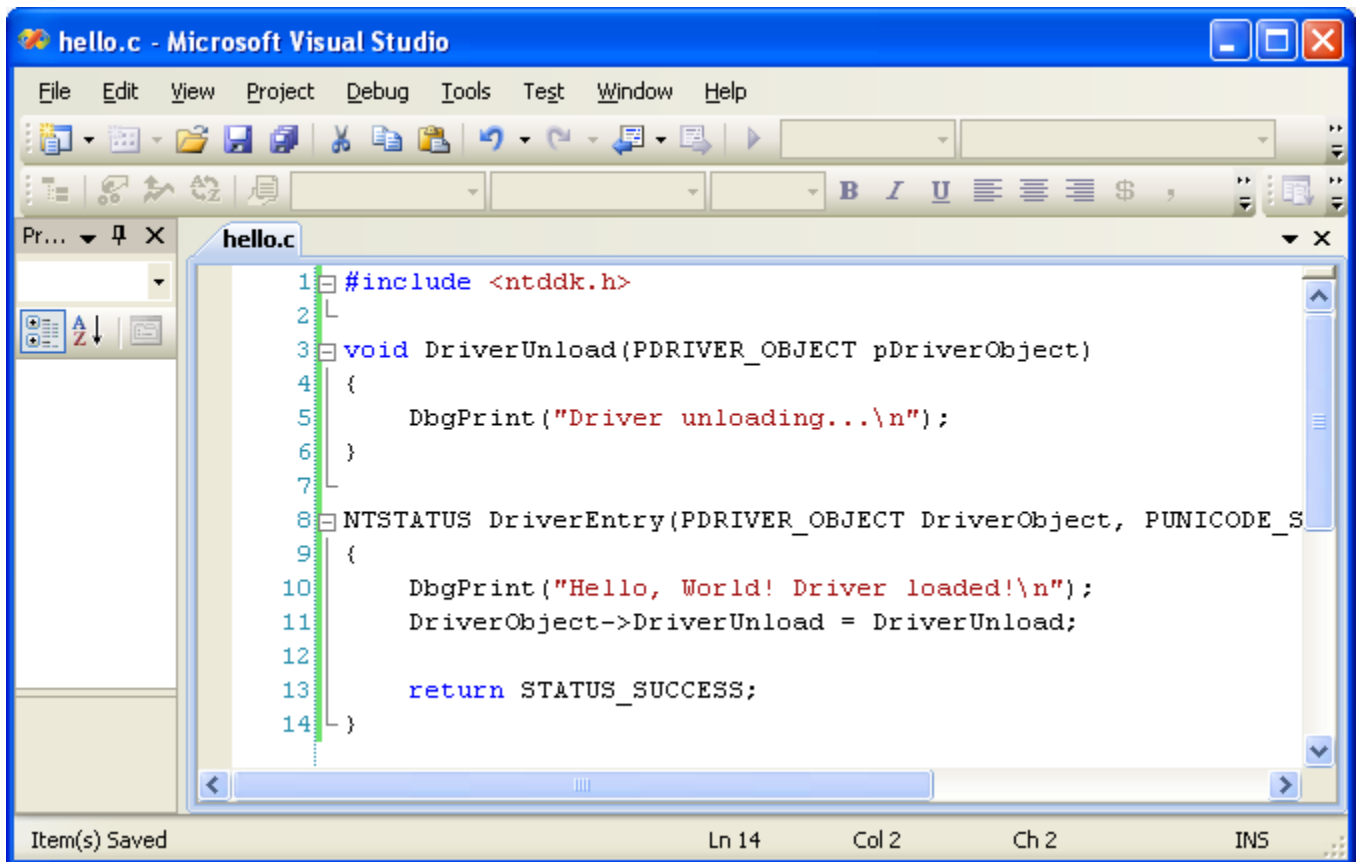 hello.c - Microsoft Visual Studio
File Edit View Project Debug Tools Test Window Help
B I U $ ,
Pr...
hello.c
A
Z
1 #include <ntddk.h>
2
3 void DriverUnload(PDRIVER_OBJECT pDriverObject)
4 {
5     DbgPrint("Driver unloading...\n");
6 }
7
8 NTSTATUS DriverEntry(PDRIVER_OBJECT DriverObject, PUNICODE_S
9 {
10     DbgPrint("Hello, World! Driver loaded!\n");
11     DriverObject->DriverUnload = DriverUnload;
12
13     return STATUS_SUCCESS;
14 }
Item(s) Saved Ln 14 Col 2 Ch 2 INS